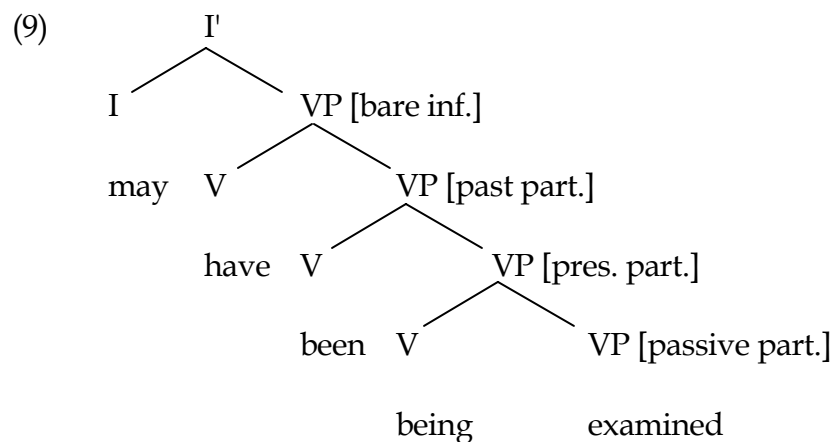 (9) I'
I VP [bare inf.]
may V VP [past part.]
have V VP [pres. part.]
been V VP [passive part.]
being examined